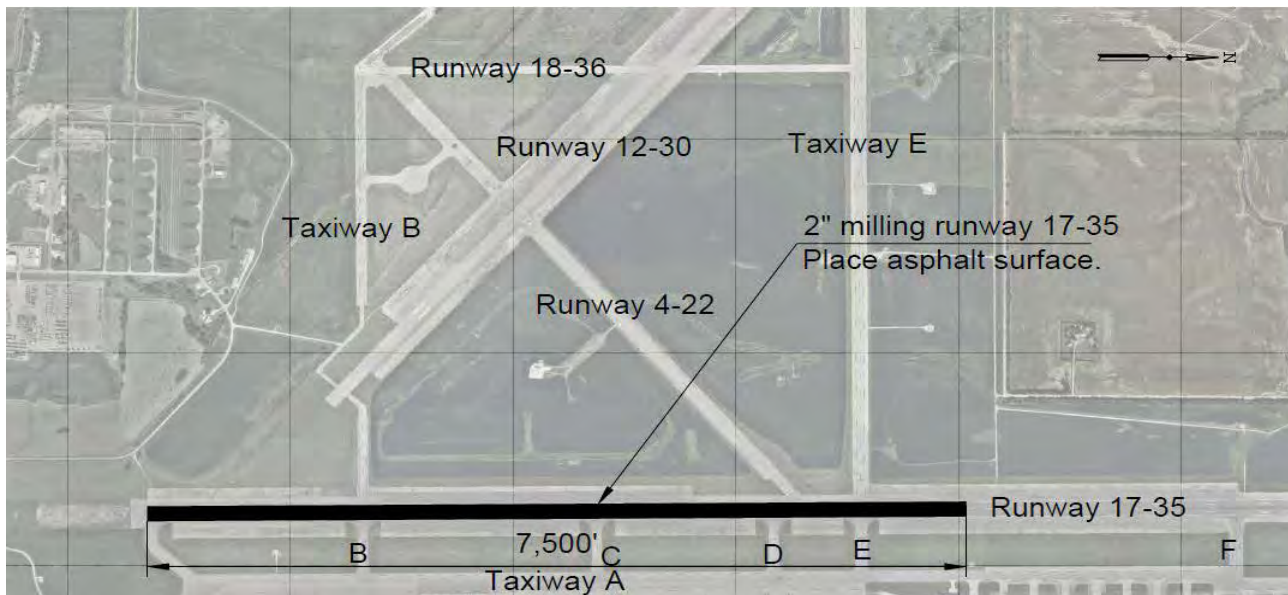 Runway 18-36
N
Runway 12-30
Taxiway E
Taxiway B
2" milling runway 17-35
Place asphalt surface.
Runway 4-22
Runway 17-35
B
7,500'
C
D
E
F
Taxiway A